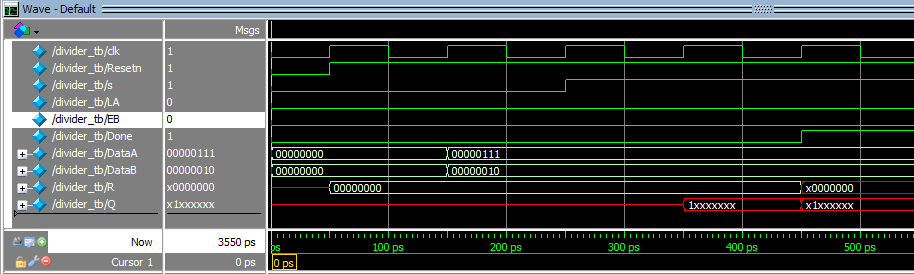 Wave - Default
Msgs
/divider_tb/clk 1
/divider_tb/Resetn 1
/divider_tb/s 1
/divider_tb/LA 0
/divider_tb/EB 0
/divider_tb/Done 1
/divider_tb/DataA 00000111 00000000 00000111
/divider_tb/DataB 00000010 00000000 00000010
/divider_tb/R x0000000 00000000 x0000000
/divider_tb/Q x1xxxxxx 1xxxxxxx x1xxxxxx
Now 3550 ps ps 100 ps 200 ps 300 ps 400 ps 500 ps
Cursor 1 0 ps 0 ps